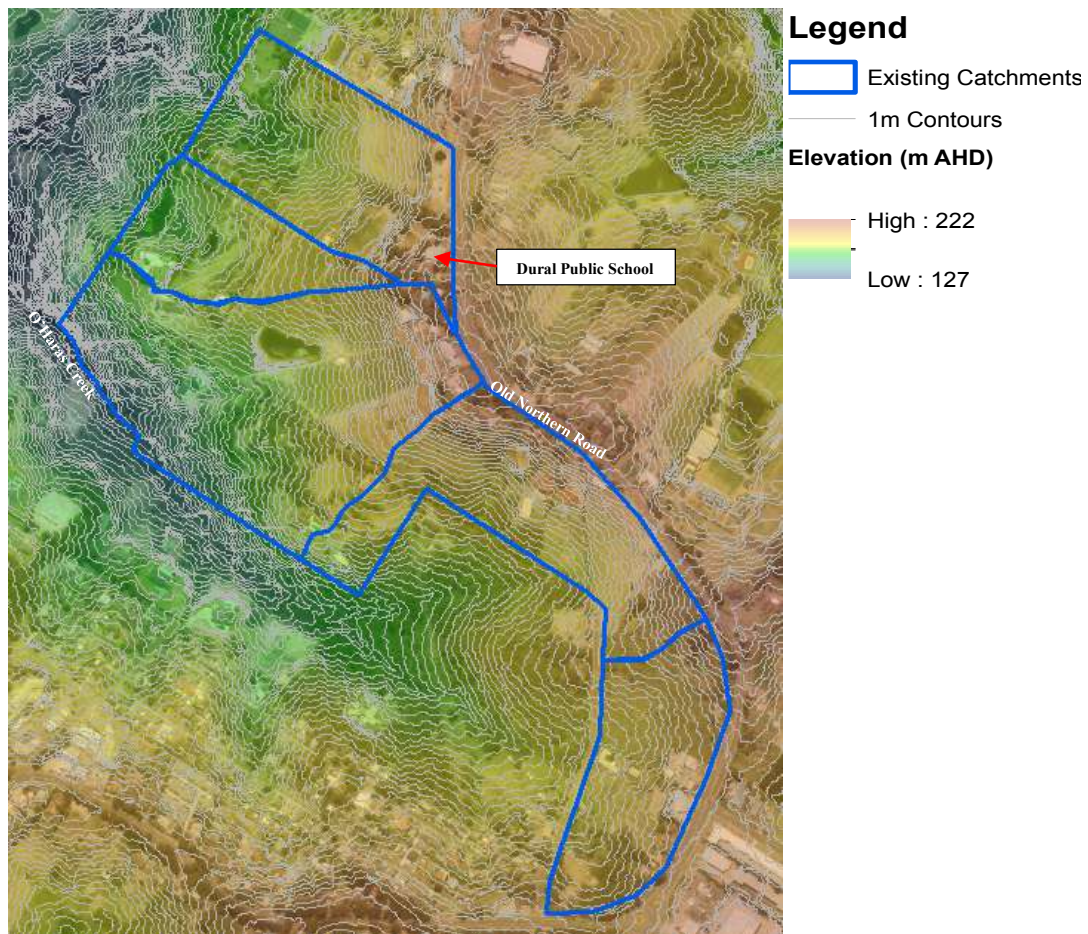 Legend
Existing Catchments
1m Contours
Elevation (m AHD)
High : 222
Low : 127
Dural Public School
O'Haras Creek
Old Northern Road